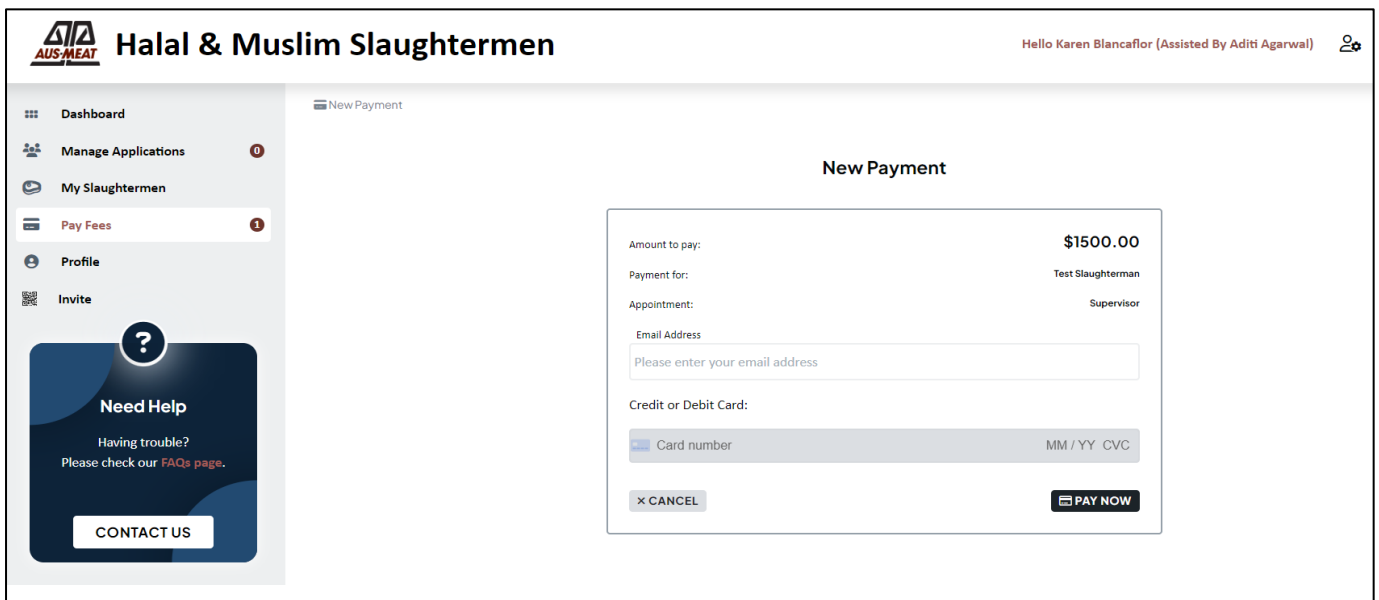 AUS-MEAT
Halal & Muslim Slaughtermen
Hello Karen Blancaflor (Assisted By Aditi Agarwal)
Dashboard
Manage Applications 0
My Slaughtermen
Pay Fees 1
Profile
Invite
?
Need Help
Having trouble?
Please check our FAQs page.
CONTACT US
New Payment
New Payment
Amount to pay: $1500.00
Payment for: Test Slaughterman
Appointment: Supervisor
Email Address
Please enter your email address
Credit or Debit Card:
Card number MM / YY CVC
× CANCEL PAY NOW